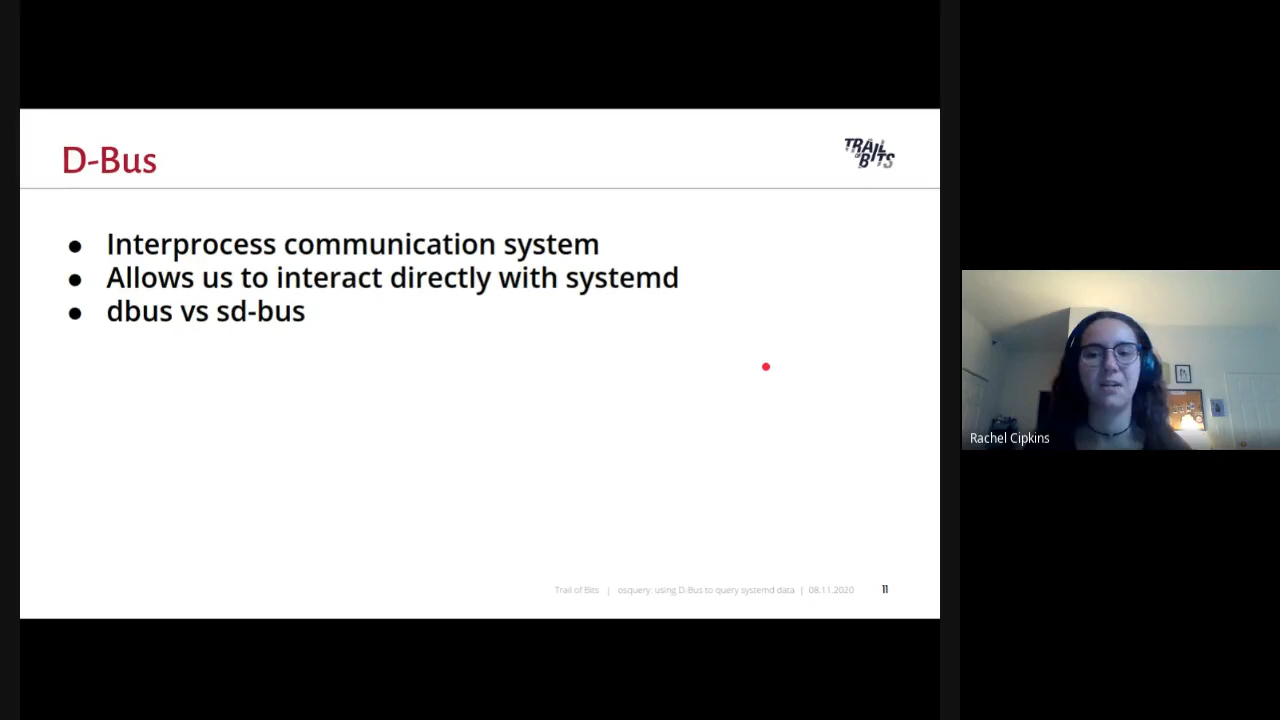 D-Bus
TRAIL
OF
BITS
● Interprocess communication system
● Allows us to interact directly with systemd
● dbus vs sd-bus
Trail of Bits | osquery: using D-Bus to query systemd data | 08.11.2020 11
Rachel Cipkins